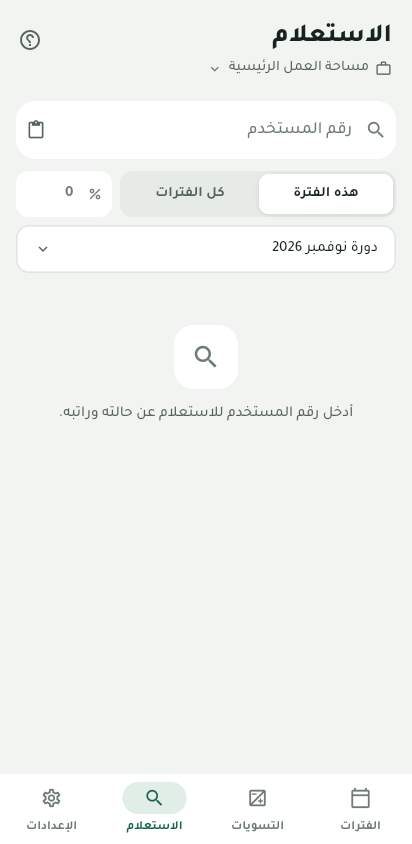 الاستعلام
مساحة العمل الرئيسية
رقم المستخدم
هذه الفترة
كل الفترات
% 0
دورة نوفمبر 2026
أدخل رقم المستخدم للاستعلام عن حالته وراتبه.
الفترات
التسويات
الاستعلام
الإعدادات